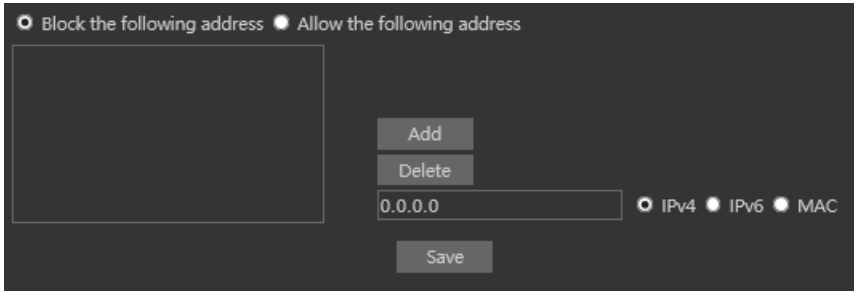 Block the following address Allow the following address
Add
Delete
0.0.0.0 IPv4 IPv6 MAC
Save